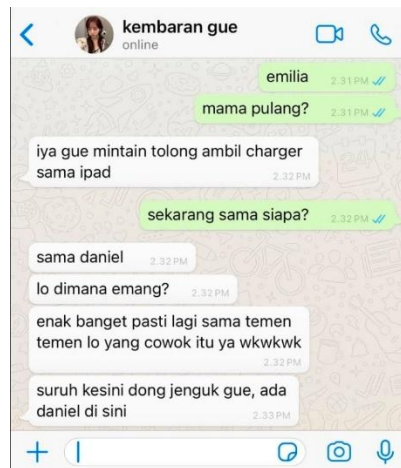 kembaran gue
online
emilia 2.31 PM
mama pulang? 2.31 PM
iya gue mintain tolong ambil charger
sama ipad
2.32 PM
sekarang sama siapa? 2.32 PM
sama daniel 2.32 PM
lo dimana emang? 2.32 PM
enak banget pasti lagi sama temen
temen lo yang cowok itu ya wkwkwk
2.32 PM
suruh kesini dong jenguk gue, ada
daniel di sini
2.33 PM